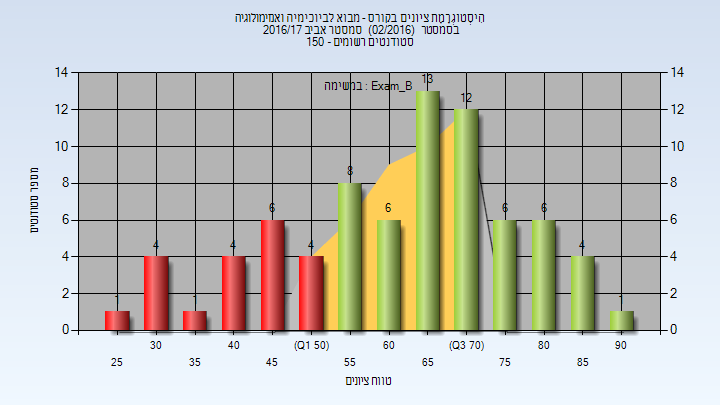 היסטוגרמת ציונים בקורס - מבוא לביוכימיה ואנזימולוגיה
בסמסטר (02/2016) סמסטר אביב 2016/17
סטודנטים רשומים - 150
במשימה : Exam_B
מספר סטודנטים
14 12 10 8 6 4 2 0
14 12 10 8 6 4 2 0
1 4 1 4 6 4 8 6 13 12 6 6 4 1
30 40 (Q1 50) 60 (Q3 70) 80 90
25 35 45 55 65 75 85
טווח ציונים